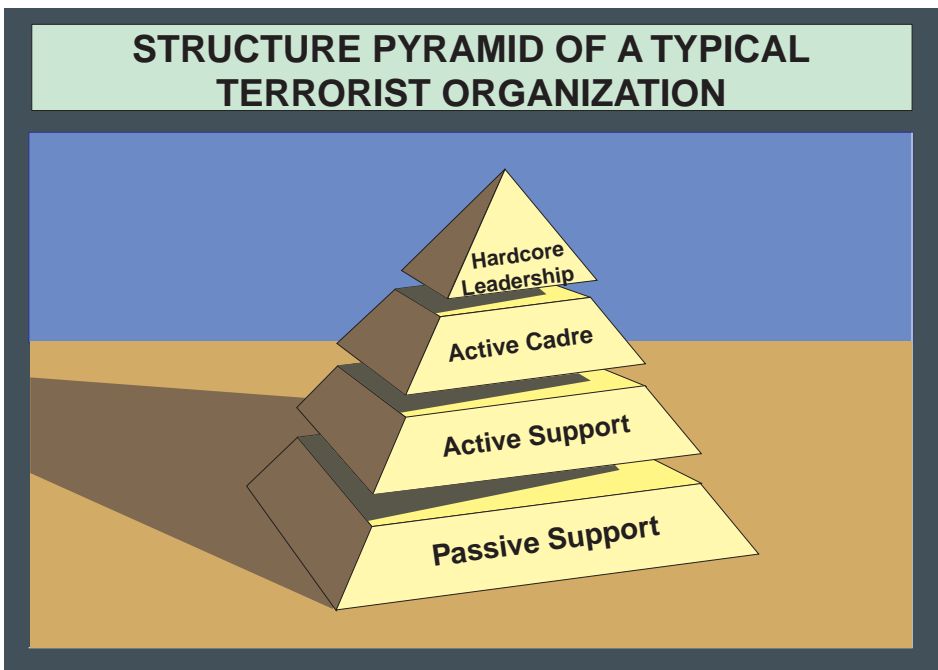 STRUCTURE PYRAMID OF A TYPICAL
TERRORIST ORGANIZATION
Hardcore
Leadership
Active Cadre
Active Support
Passive Support